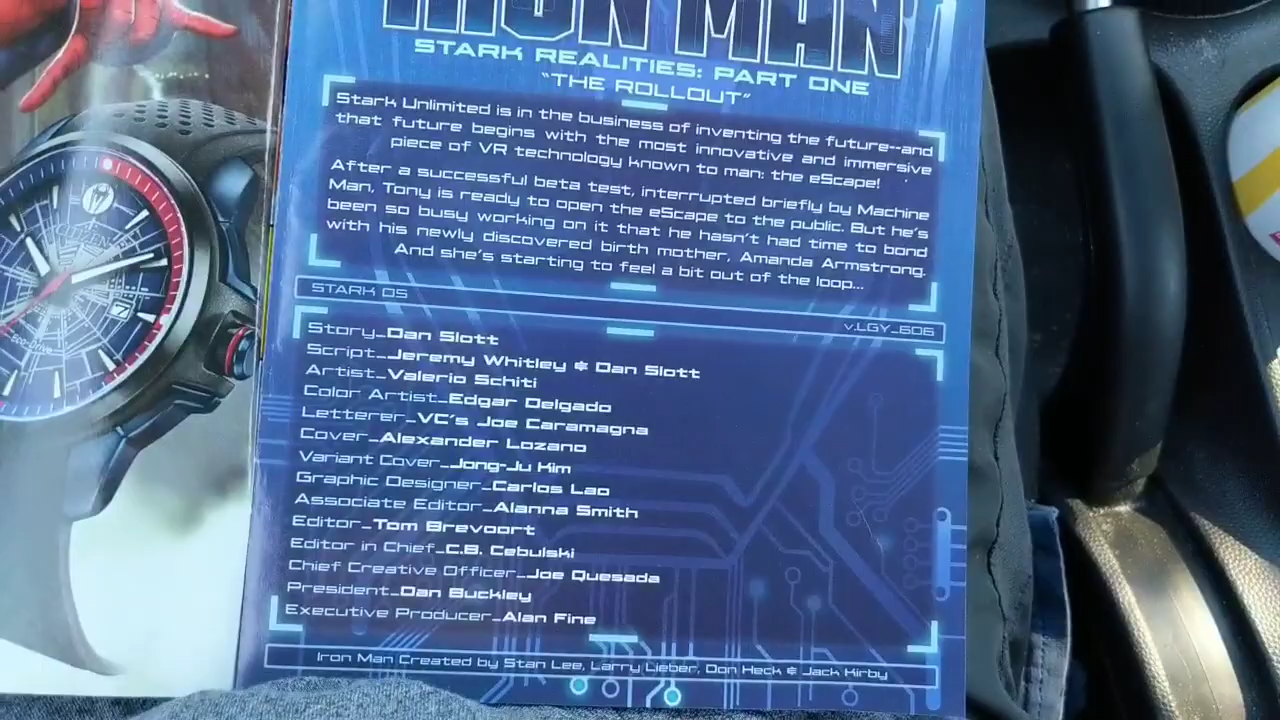 IRON MAN
STARK REALITIES: PART ONE
"THE ROLLOUT"
Stark Unlimited is in the business of inventing the future--and
that future begins with the most innovative and immersive
piece of VR technology known to man: the eScape!
After a successful beta test, interrupted briefly by Machine
Man, Tony is ready to open the eScape to the public. But he's
been so busy working on it that he hasn't had time to bond
with his newly discovered birth mother, Amanda Armstrong.
And she's starting to feel a bit out of the loop...
STARK OS
v.LGY_606
Story_Dan Slott
Script_Jeremy Whitley & Dan Slott
Artist_Valerio Schiti
Color Artist_Edgar Delgado
Letterer_VC's Joe Caramagna
Cover_Alexander Lozano
Variant Cover_Jong-Ju Kim
Graphic Designer_Carlos Lao
Associate Editor_Alanna Smith
Editor_Tom Brevoort
Editor in Chief_C.B. Cebulski
Chief Creative Officer_Joe Quesada
President_Dan Buckley
Executive Producer_Alan Fine
Iron Man Created by Stan Lee, Larry Lieber, Don Heck & Jack Kirby
CITIZEN
7
Eco-Drive